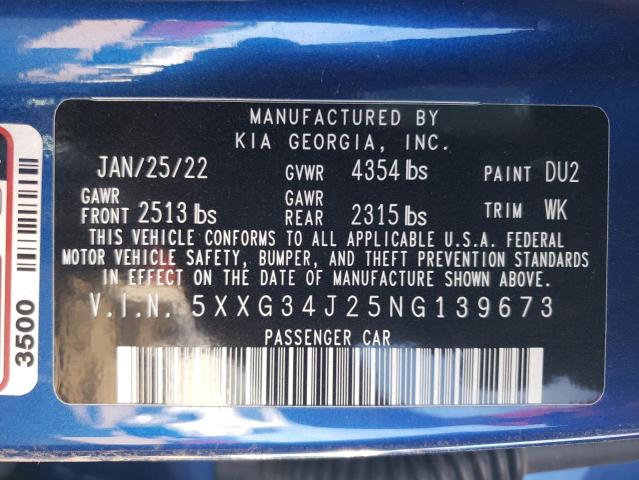 MANUFACTURED BY
KIA GEORGIA, INC.
JAN/25/22 GVWR 4354 lbs PAINT DU2
GAWR FRONT 2513 lbs GAWR REAR 2315 lbs TRIM WK
THIS VEHICLE CONFORMS TO ALL APPLICABLE U.S.A. FEDERAL
MOTOR VEHICLE SAFETY, BUMPER, AND THEFT PREVENTION STANDARDS
IN EFFECT ON THE DATE OF MANUFACTURE SHOWN ABOVE.
V.I.N. 5XXG34J25NG139673
PASSENGER CAR
3500